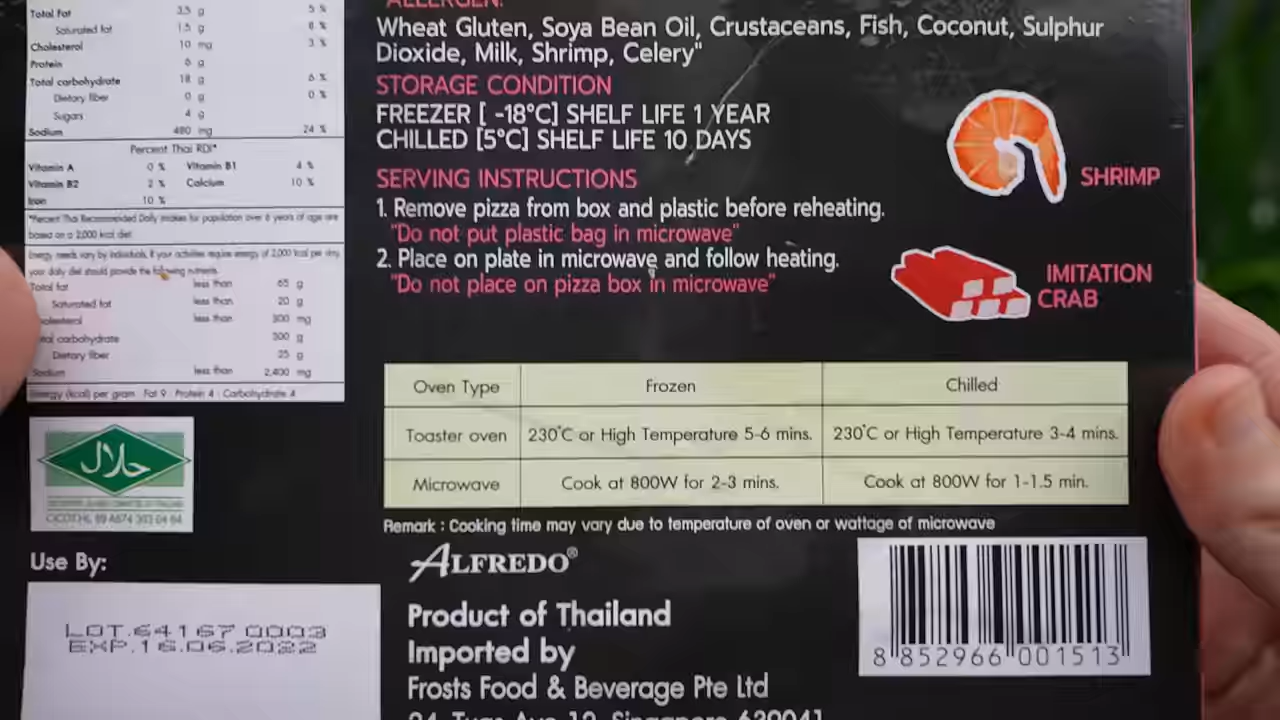 Total Fat 3.5 g 5 %
Saturated fat 1.5 g 8 %
Cholesterol 10 mg 3 %
Protein 6 g
Total carbohydrate 18 g 6 %
Dietary fiber 0 g 0 %
Sugars 4 g
Sodium 480 mg 24 %
Percent Thai RDI*
Vitamin A 0 % Vitamin B1 4 %
Vitamin B2 2 % Calcium 10 %
Iron 10 %
*Percent Thai Recommended Daily Intakes for population over 6 years of age are
based on a 2,000 kcal diet.
Energy needs vary by individuals, if your activities require energy of 2,000 kcal per day,
your daily diet should provide the following nutrients.
Total fat less than 65 g
Saturated fat less than 20 g
olesterol less than 300 mg
tal carbohydrate 300 g
Dietary fiber 25 g
Sodium less than 2,400 mg
Energy (kcal) per gram Fat 9 Protein 4 Carbohydrate 4
حلال
Use By:
LOT.64167 0003
EXP.16.06.2022
ALLERGEN:
Wheat Gluten, Soya Bean Oil, Crustaceans, Fish, Coconut, Sulphur
Dioxide, Milk, Shrimp, Celery"
STORAGE CONDITION
FREEZER [ -18°C] SHELF LIFE 1 YEAR
CHILLED [5°C] SHELF LIFE 10 DAYS
SERVING INSTRUCTIONS
1. Remove pizza from box and plastic before reheating.
"Do not put plastic bag in microwave"
2. Place on plate in microwave and follow heating.
"Do not place on pizza box in microwave"
SHRIMP
IMITATION
CRAB
Oven Type Frozen Chilled
Toaster oven 230°C or High Temperature 5-6 mins. 230°C or High Temperature 3-4 mins.
Microwave Cook at 800W for 2-3 mins. Cook at 800W for 1-1.5 min.
Remark : Cooking time may vary due to temperature of oven or wattage of microwave
ALFREDO®
Product of Thailand
Imported by
Frosts Food & Beverage Pte Ltd
24 Tuas Ave 12, Singapore 639041
8 852966 001513